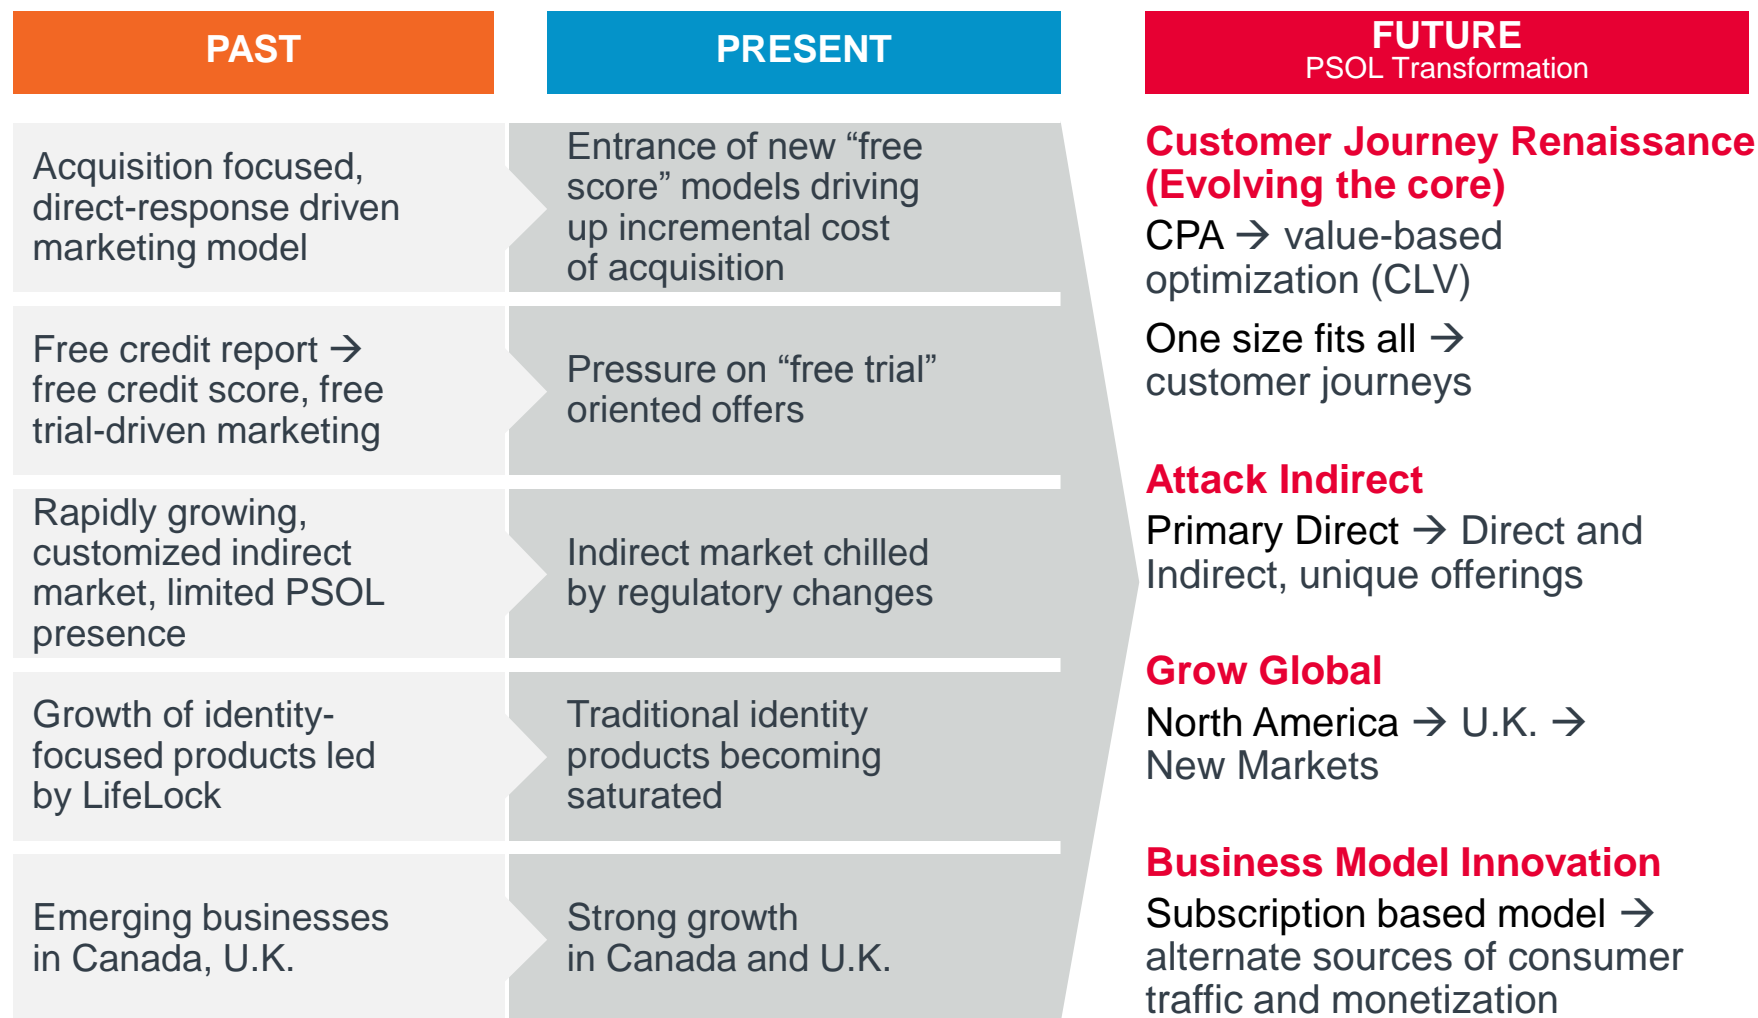 PAST
PRESENT
FUTURE
PSOL Transformation
Acquisition focused,
direct-response driven
marketing model
Entrance of new “free
score” models driving
up incremental cost
of acquisition
Free credit report →
free credit score, free
trial-driven marketing
Pressure on “free trial”
oriented offers
Rapidly growing,
customized indirect
market, limited PSOL
presence
Indirect market chilled
by regulatory changes
Growth of identity-
focused products led
by LifeLock
Traditional identity
products becoming
saturated
Emerging businesses
in Canada, U.K.
Strong growth
in Canada and U.K.
Customer Journey Renaissance
(Evolving the core)
CPA → value-based
optimization (CLV)
One size fits all →
customer journeys
Attack Indirect
Primary Direct → Direct and
Indirect, unique offerings
Grow Global
North America → U.K. →
New Markets
Business Model Innovation
Subscription based model →
alternate sources of consumer
traffic and monetization